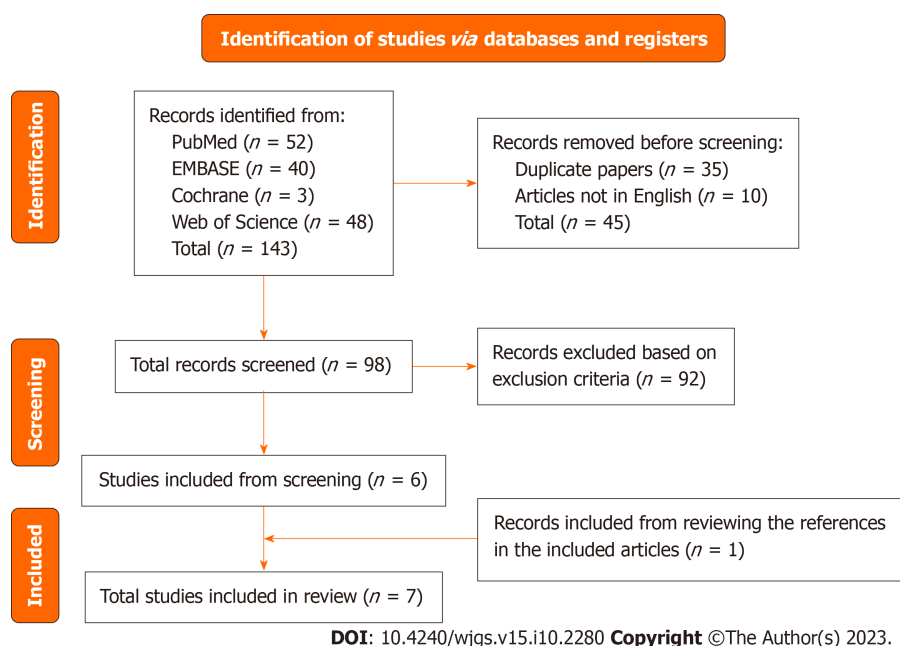 Identification of studies via databases and registers
Identification
Records identified from:
PubMed (n = 52)
EMBASE (n = 40)
Cochrane (n = 3)
Web of Science (n = 48)
Total (n = 143)
Records removed before screening:
Duplicate papers (n = 35)
Articles not in English (n = 10)
Total (n = 45)
Screening
Total records screened (n = 98)
Records excluded based on
exclusion criteria (n = 92)
Studies included from screening (n = 6)
Included
Records included from reviewing the references
in the included articles (n = 1)
Total studies included in review (n = 7)
DOI: 10.4240/wjgs.v15.i10.2280 Copyright ©The Author(s) 2023.